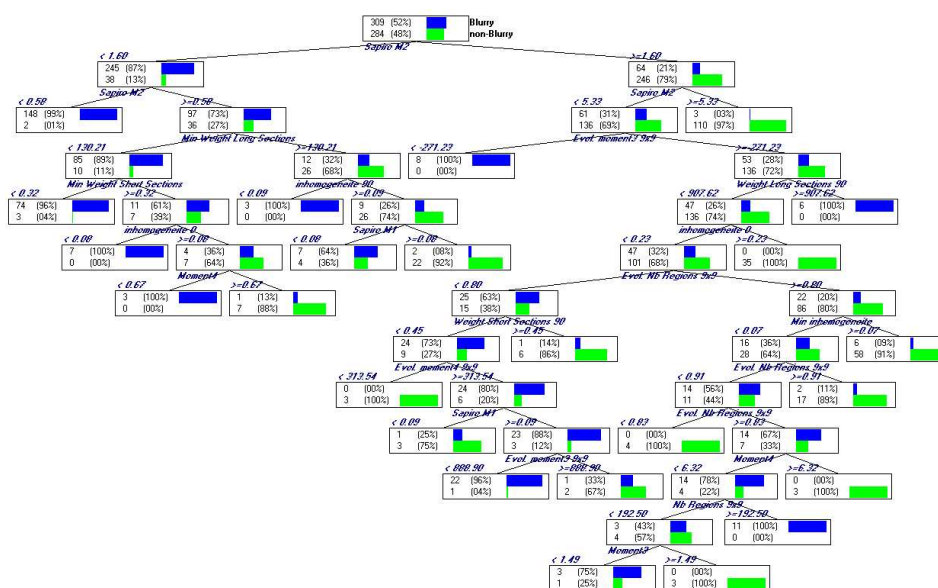 309 (52%) Blurry
284 (48%) non-Blurry
Sapiro M2
< 1.60 >=1.60
245 (87%) 64 (21%)
38 (13%) 246 (79%)
Sapiro M2 Sapiro M2
< 0.58 >=0.58 < 5.33 >=5.33
148 (99%) 97 (73%) 61 (31%) 3 (03%)
2 (01%) 36 (27%) 136 (69%) 110 (97%)
Min Weight Long Sections Evol. moment3 9x9
< 130.21 >=130.21 < -271.23 >=-271.23
85 (89%) 12 (32%) 8 (100%) 53 (28%)
10 (11%) 26 (68%) 0 (00%) 136 (72%)
Min Weight Short Sections inhomogeneite 90 Weight Long Sections 90
< 0.32 >=0.32 < 0.09 >=0.09 < 907.62 >=907.62
74 (96%) 11 (61%) 3 (100%) 9 (26%) 47 (26%) 6 (100%)
3 (04%) 7 (39%) 0 (00%) 26 (74%) 136 (74%) 0 (00%)
inhomogeneite 0 Sapiro M1 inhomogeneite 0
< 0.08 >=0.08 < 0.08 >=0.08 < 0.23 >=0.23
7 (100%) 4 (36%) 7 (64%) 2 (08%) 47 (32%) 0 (00%)
0 (00%) 7 (64%) 4 (36%) 22 (92%) 101 (68%) 35 (100%)
Moment4 Evol. Nb Regions 9x9
< 0.67 >=0.67 < 0.80 >=0.80
3 (100%) 1 (13%) 25 (63%) 22 (20%)
0 (00%) 7 (88%) 15 (38%) 86 (80%)
Weight Short Sections 90 Min inhomogeneite
< 0.45 >=0.45 < 0.07 >=0.07
24 (73%) 1 (14%) 16 (36%) 6 (09%)
9 (27%) 6 (86%) 28 (64%) 58 (91%)
Evol. moment4 9x9 Evol. Nb Regions 9x9
< 313.54 >=313.54 < 0.91 >=0.91
0 (00%) 24 (80%) 14 (56%) 2 (11%)
3 (100%) 6 (20%) 11 (44%) 17 (89%)
Sapiro M1 Evol. Nb Regions 9x9
< 0.09 >=0.09 < 0.83 >=0.83
1 (25%) 23 (88%) 0 (00%) 14 (67%)
3 (75%) 3 (12%) 4 (100%) 7 (33%)
Evol. moment3 9x9 Moment4
< 888.90 >=888.90 < 6.32 >=6.32
22 (96%) 1 (33%) 14 (78%) 0 (00%)
1 (04%) 2 (67%) 4 (22%) 3 (100%)
Nb Regions 9x9
< 192.50 >=192.50
3 (43%) 11 (100%)
4 (57%) 0 (00%)
Moment3
< 1.49 >=1.49
3 (75%) 0 (00%)
1 (25%) 3 (100%)